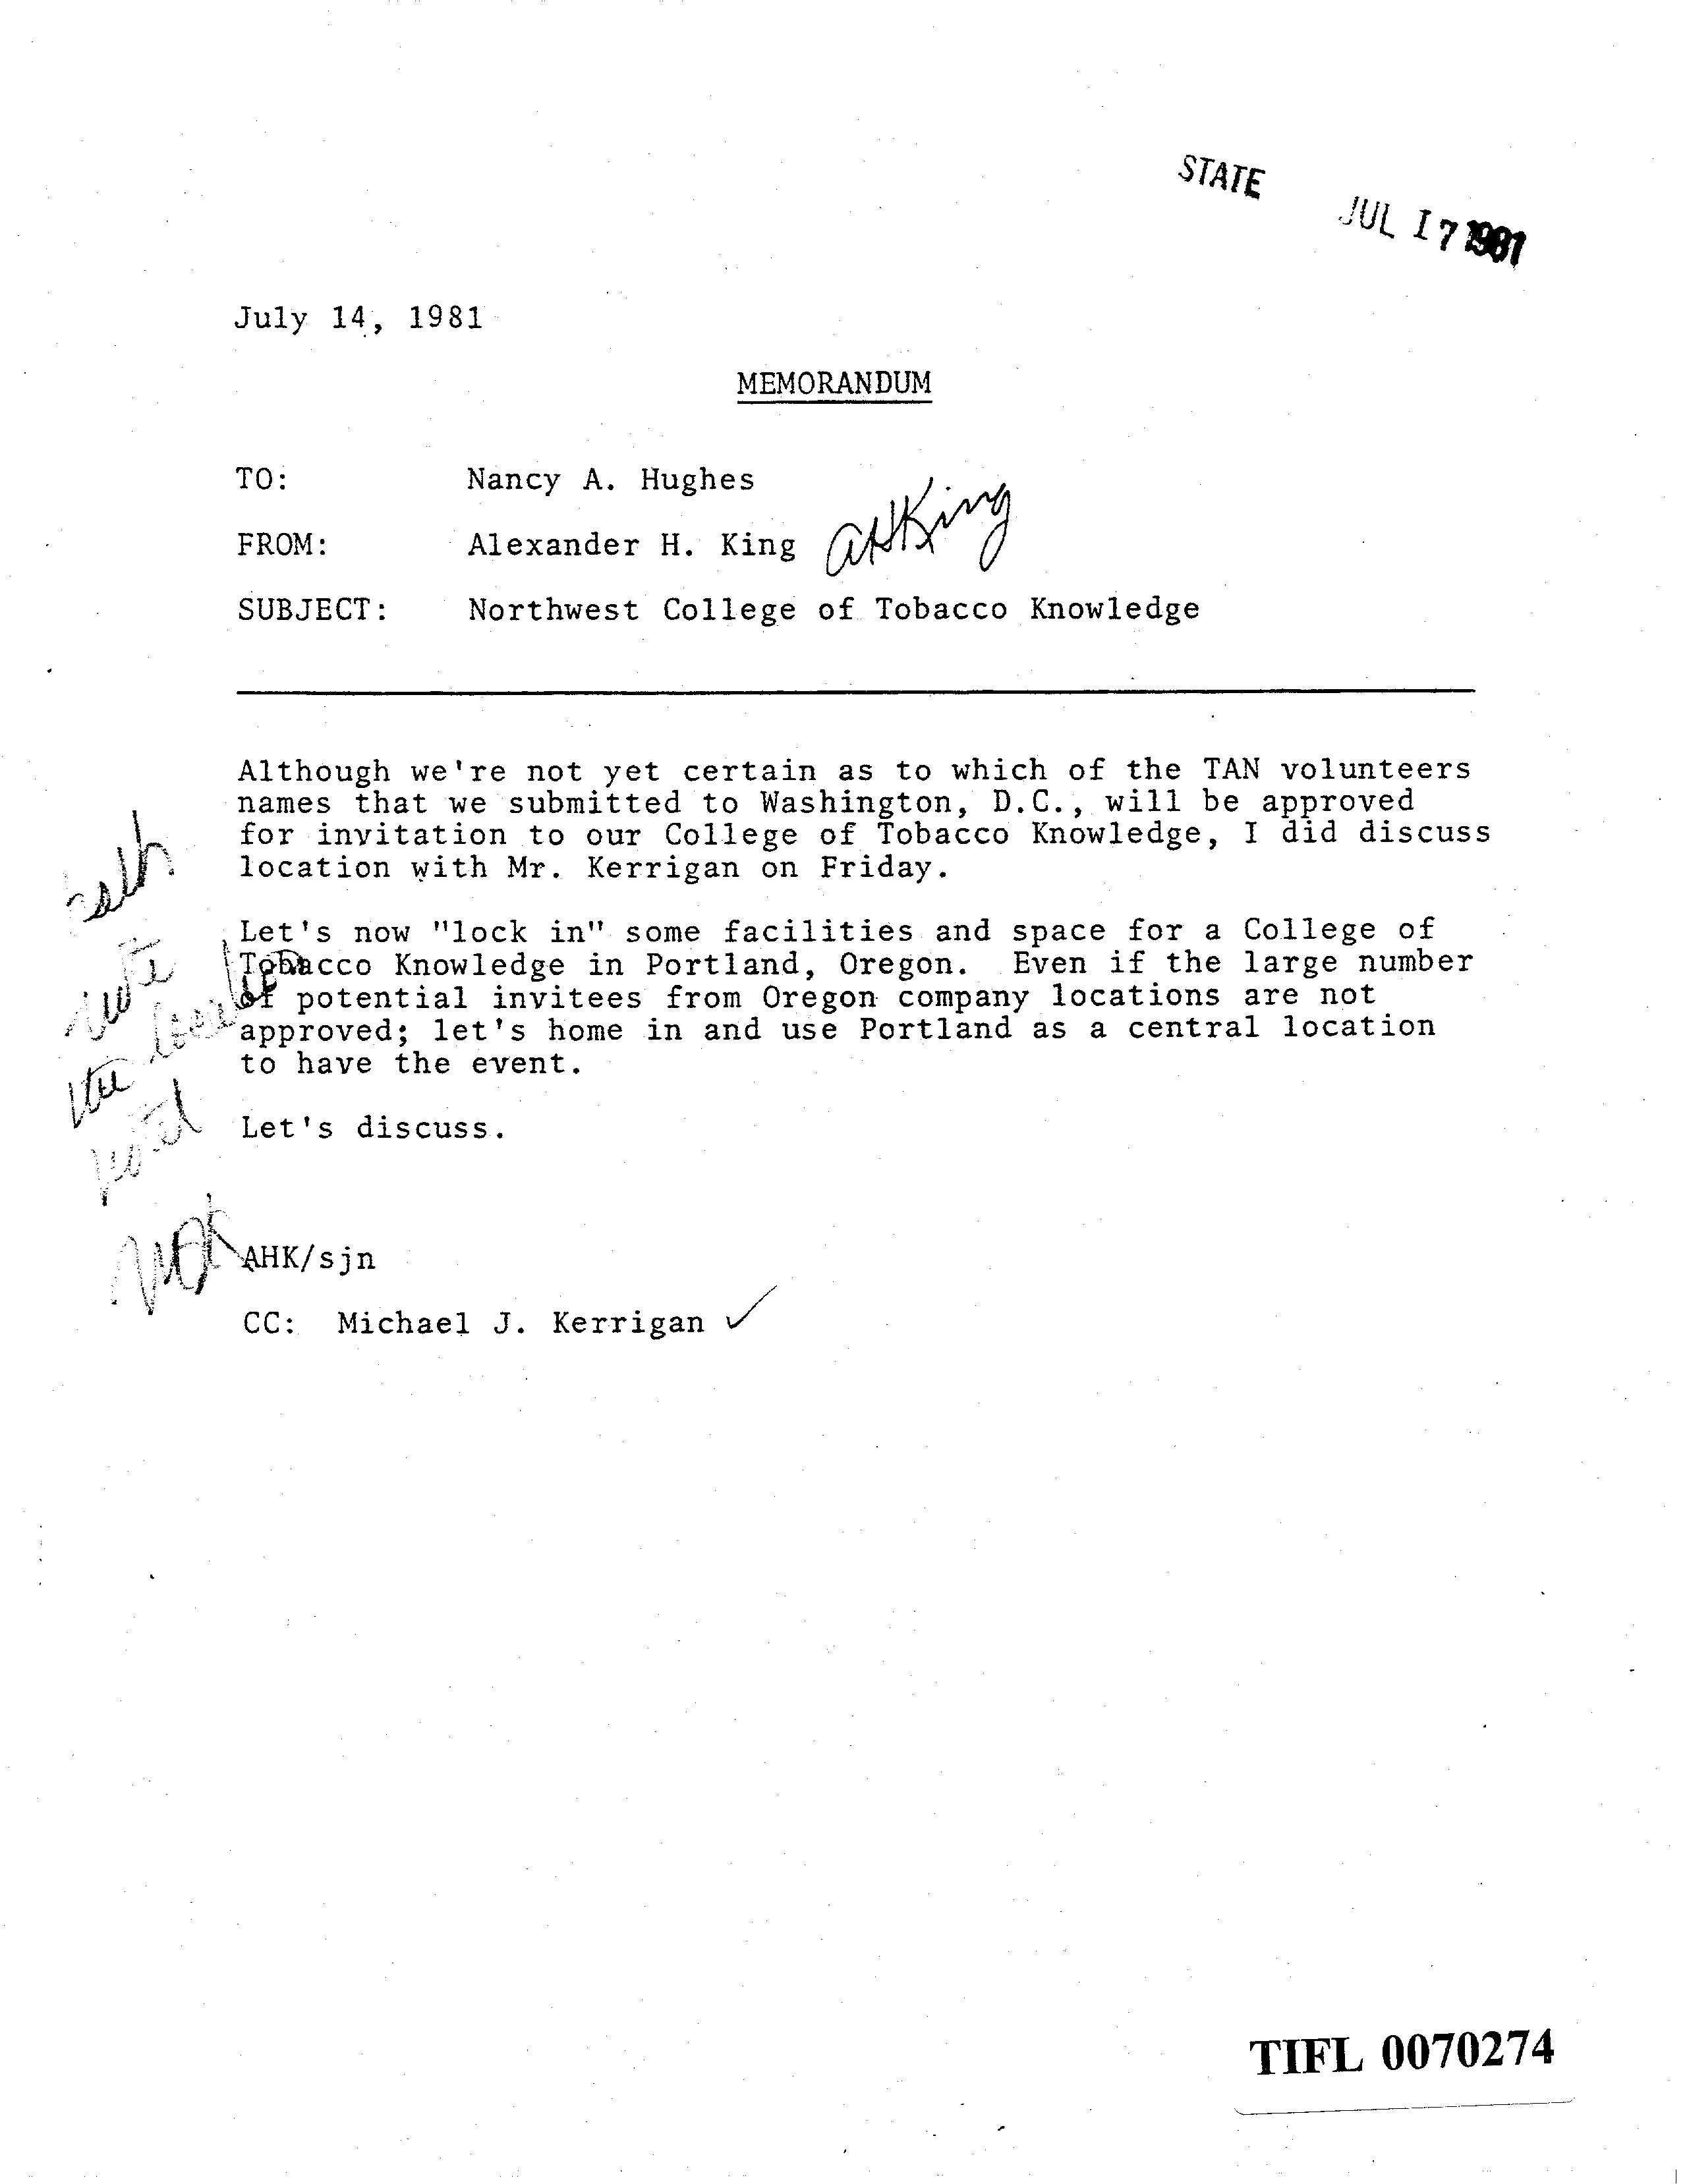 STATE
JUL 17 1981
July 14, 1981
MEMORANDUM
TO: Nancy A. Hughes
FROM: Alexander H. King AHKing
SUBJECT: Northwest College of Tobacco Knowledge
Although we're not yet certain as to which of the TAN volunteers
names that we submitted to Washington, D.C., will be approved
for invitation to our College of Tobacco Knowledge, I did discuss
location with Mr. Kerrigan on Friday.
Let's now "lock in" some facilities and space for a College of
Tobacco Knowledge in Portland, Oregon. Even if the large number
of potential invitees from Oregon company locations are not
approved; let's home in and use Portland as a central location
to have the event.
Let's discuss.
AHK/sjn
CC: Michael J. Kerrigan ✓
TIFL 0070274